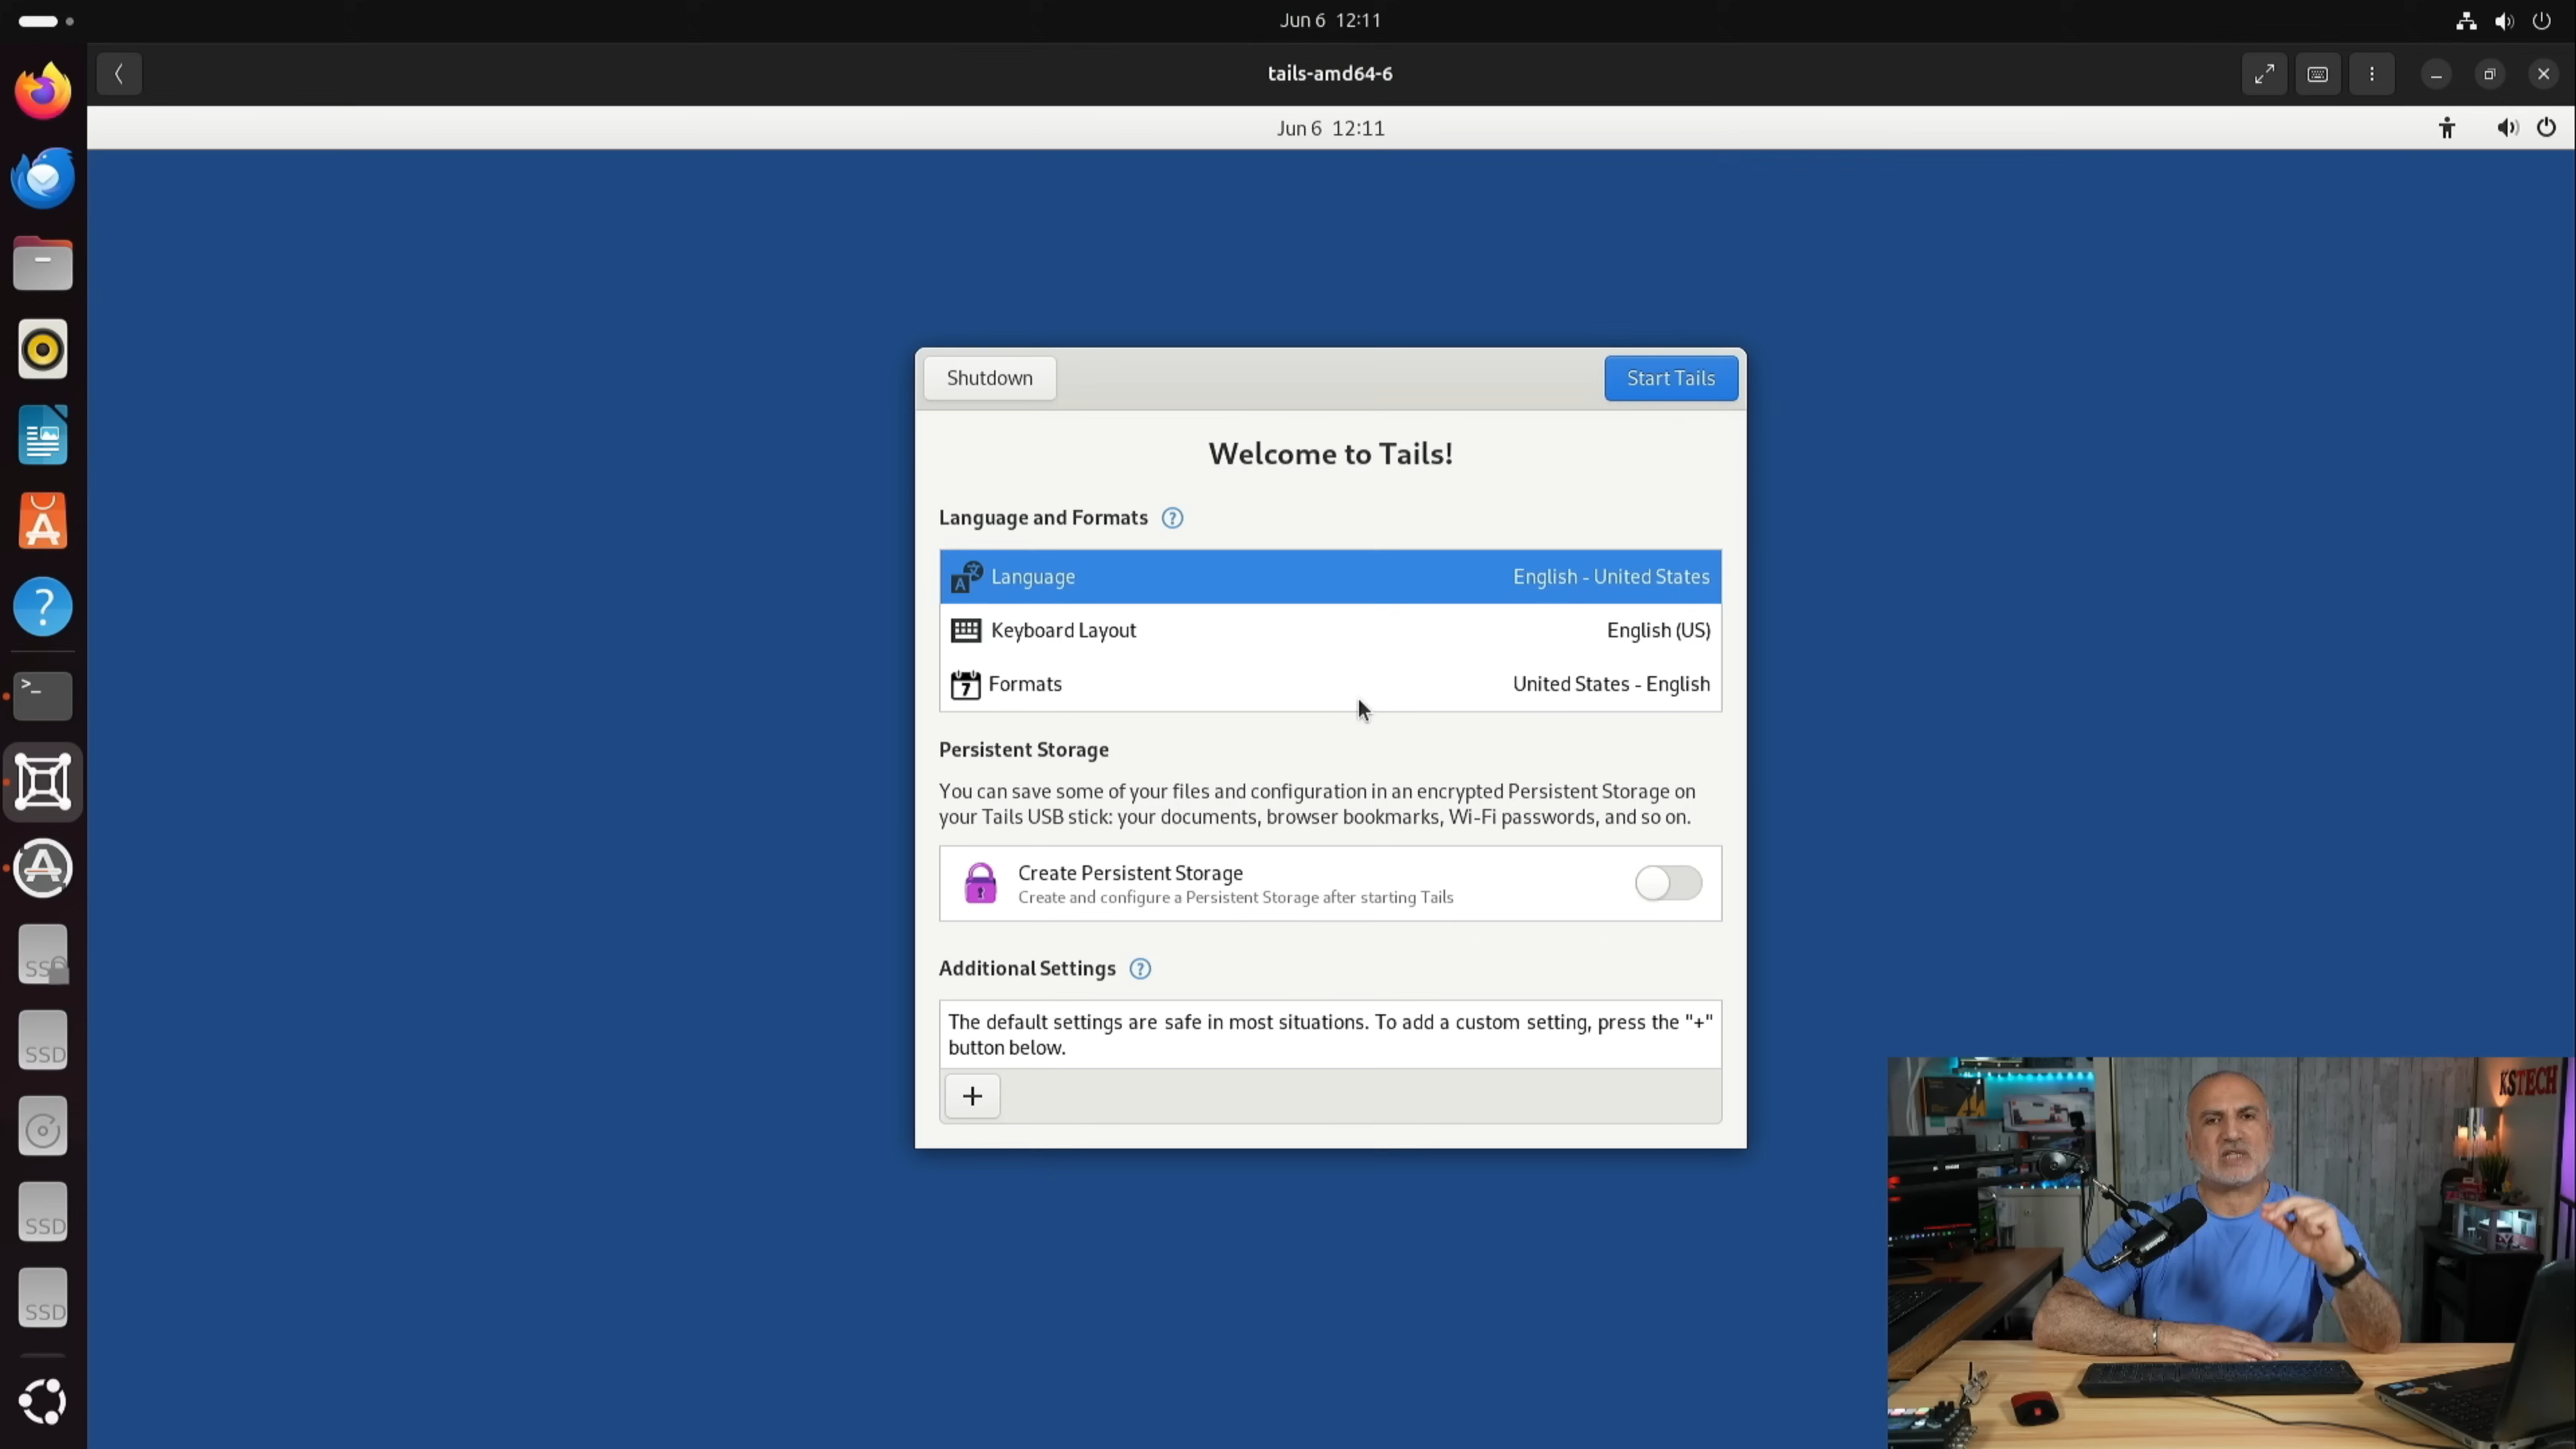 Jun 6 12:11
tails-amd64-6
Jun 6 12:11
Shutdown
Start Tails
Welcome to Tails!
Language and Formats ?
Language English - United States
Keyboard Layout English (US)
7 Formats United States - English
Persistent Storage
You can save some of your files and configuration in an encrypted Persistent Storage on
your Tails USB stick: your documents, browser bookmarks, Wi-Fi passwords, and so on.
Create Persistent Storage
Create and configure a Persistent Storage after starting Tails
Additional Settings ?
The default settings are safe in most situations. To add a custom setting, press the "+"
button below.
+
SSD
SSD
SSD
SSD
KSTECH